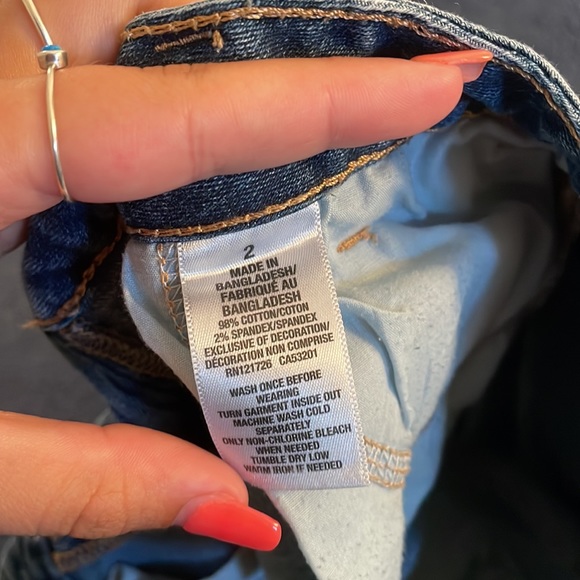 2
MADE IN
BANGLADESH/
FABRIQUÉ AU
BANGLADESH
98% COTTON/COTON
2% SPANDEX/SPANDEX
EXCLUSIVE OF DECORATION/
DÉCORATION NON COMPRISE
RN121726 CA53201
WASH ONCE BEFORE
WEARING
TURN GARMENT INSIDE OUT
MACHINE WASH COLD
SEPARATELY
ONLY NON-CHLORINE BLEACH
WHEN NEEDED
TUMBLE DRY LOW
WARM IRON IF NEEDED